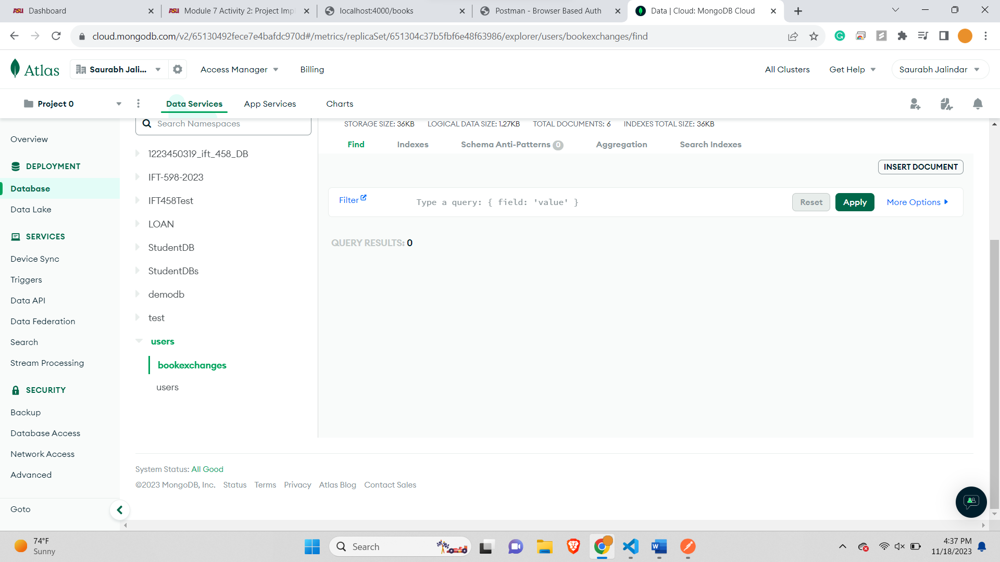 Dashboard
Module 7 Activity 2: Project Impl
localhost:4000/books
Postman - Browser Based Auth
Data | Cloud: MongoDB Cloud
cloud.mongodb.com/v2/65130492fece7e4bafdc970d#/metrics/replicaSet/651304c37b5fbf6e48f63986/explorer/users/bookexchanges/find
Atlas
Saurabh Jali...
Access Manager
Billing
All Clusters
Get Help
Saurabh Jalindar
Project 0
Data Services
App Services
Charts
Overview
DEPLOYMENT
Database
Data Lake
SERVICES
Device Sync
Triggers
Data API
Data Federation
Search
Stream Processing
SECURITY
Backup
Database Access
Network Access
Advanced
Goto
Search Namespaces
1223450319_ift_458_DB
IFT-598-2023
IFT458Test
LOAN
StudentDB
StudentDBs
demodb
test
users
bookexchanges
users
STORAGE SIZE: 36KB LOGICAL DATA SIZE: 1.27KB TOTAL DOCUMENTS: 6 INDEXES TOTAL SIZE: 36KB
Find Indexes Schema Anti-Patterns 0 Aggregation Search Indexes
INSERT DOCUMENT
Filter Type a query: { field: 'value' } Reset Apply More Options
QUERY RESULTS: 0
System Status: All Good
©2023 MongoDB, Inc. Status Terms Privacy Atlas Blog Contact Sales
74°F
Sunny
Search
4:37 PM
11/18/2023